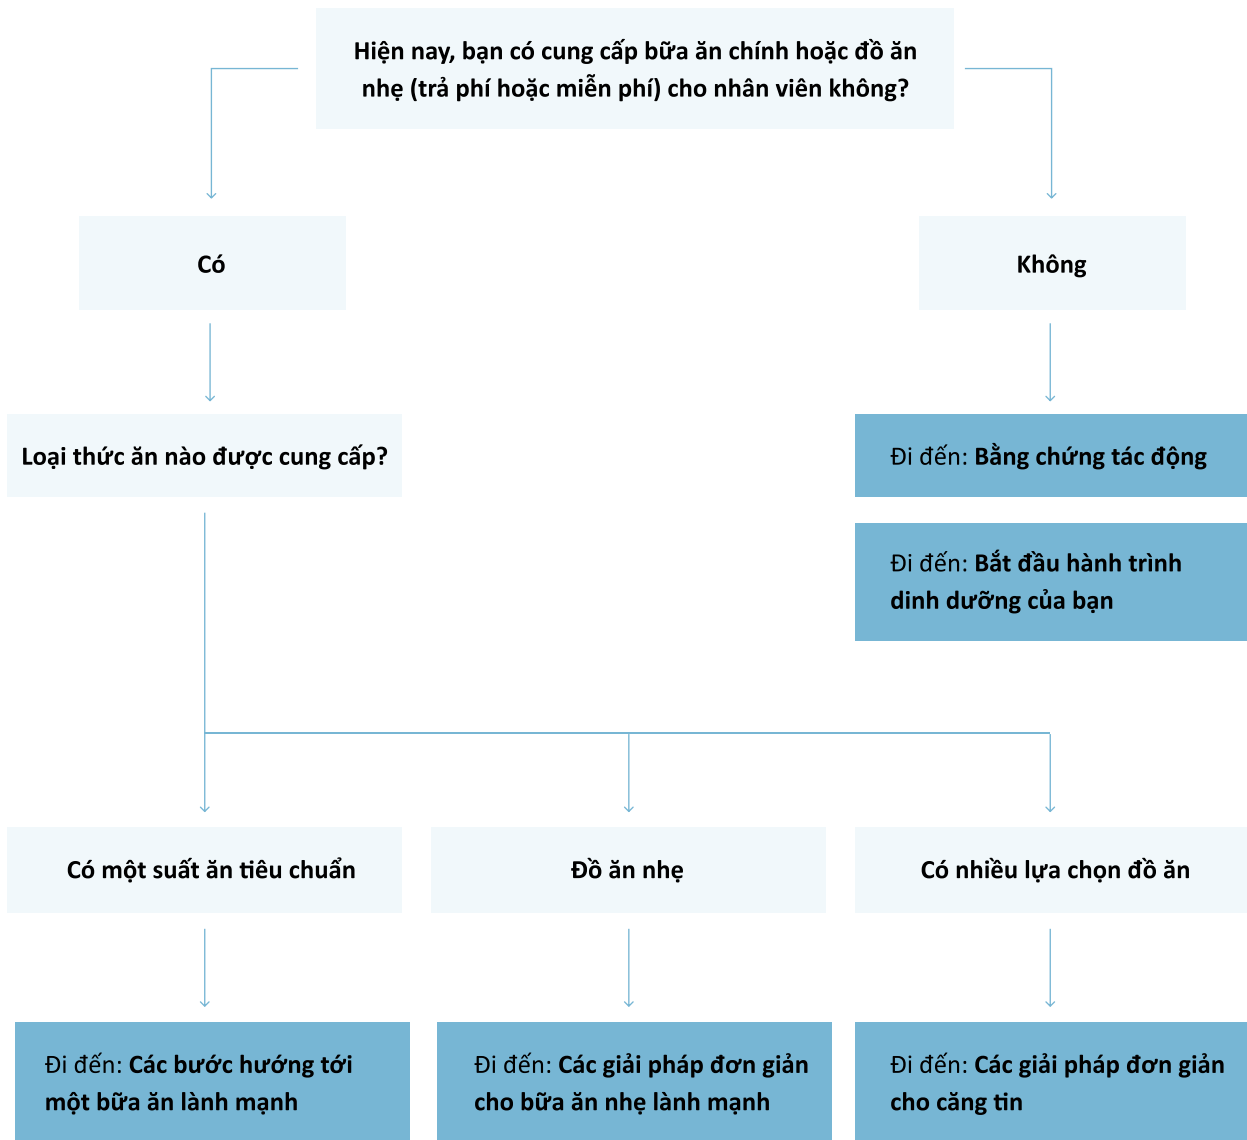 Hiện nay, bạn có cung cấp bữa ăn chính hoặc đồ ăn
nhẹ (trả phí hoặc miễn phí) cho nhân viên không?
Có
Không
Loại thức ăn nào được cung cấp?
Đi đến: Bằng chứng tác động
Đi đến: Bắt đầu hành trình
dinh dưỡng của bạn
Có một suất ăn tiêu chuẩn
Đồ ăn nhẹ
Có nhiều lựa chọn đồ ăn
Đi đến: Các bước hướng tới
một bữa ăn lành mạnh
Đi đến: Các giải pháp đơn giản
cho bữa ăn nhẹ lành mạnh
Đi đến: Các giải pháp đơn giản
cho căng tin